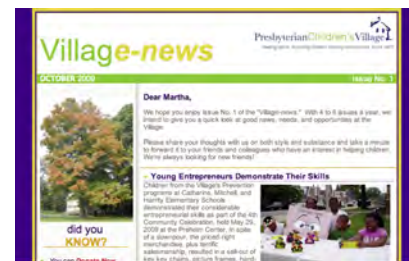 Village-news
Presbyterian Children's Village
OCTOBER 2009
Issue No. 1
Dear Martha,
We hope you enjoy Issue No. 1 of the "Village-news." With 4 to 6 issues a year, we
intend to give you a quick look at good news, needs, and opportunities at the
Village.
Please share your thoughts with us on both style and substance and take a minute
to forward it to your friends and colleagues who have an interest in helping children.
We're always looking for new friends!
Young Entrepreneurs Demonstrate Their Skills
Children from the Village's Prevention
programs at Catharine, Mitchell, and
Harrity Elementary Schools
demonstrated their considerable
entrepreneurial skills as part of the 4th
Community Celebration, held May 29,
2009 at the Preheim Center. In spite
of a downpour, the priced-right
merchandise, plus terrific
salesmanship, resulted in a sell-out of
key chains, picture frames,
did you
KNOW?
You can Donate Now